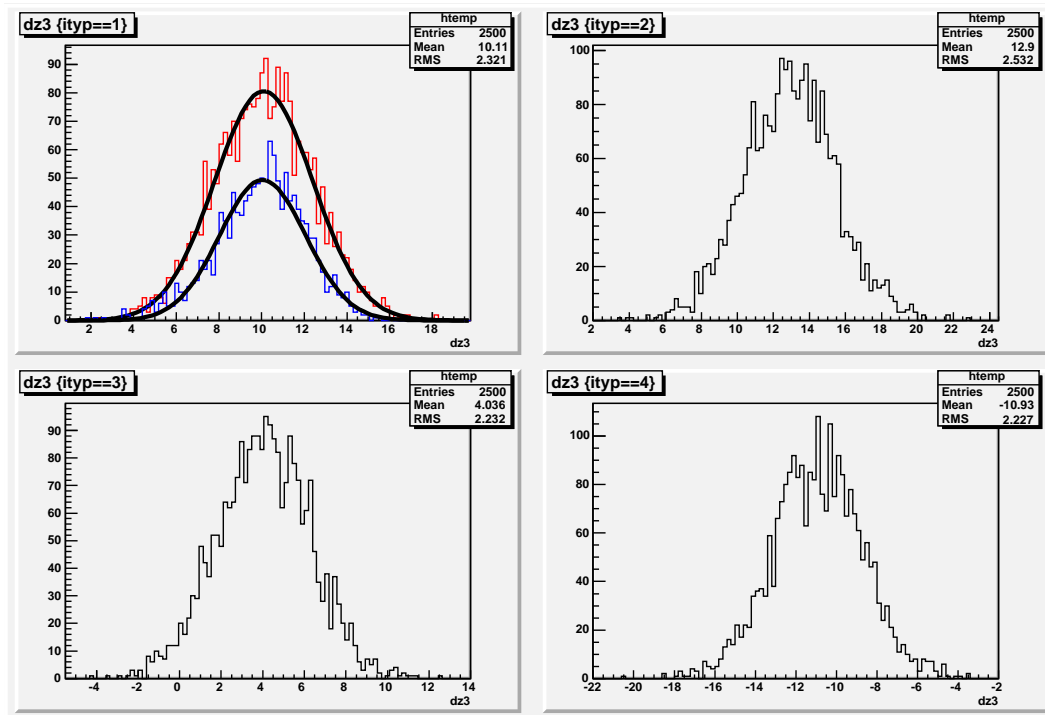 dz3 {ityp==1}
htemp
Entries 2500
Mean 10.11
RMS 2.321
90
80
70
60
50
40
30
20
10
0
2 4 6 8 10 12 14 16 18
dz3
dz3 {ityp==2}
htemp
Entries 2500
Mean 12.9
RMS 2.532
100
80
60
40
20
0
2 4 6 8 10 12 14 16 18 20 22 24
dz3
dz3 {ityp==3}
htemp
Entries 2500
Mean 4.036
RMS 2.232
90
80
70
60
50
40
30
20
10
0
-4 -2 0 2 4 6 8 10 12 14
dz3
dz3 {ityp==4}
htemp
Entries 2500
Mean -10.93
RMS 2.227
100
80
60
40
20
0
-22 -20 -18 -16 -14 -12 -10 -8 -6 -4 -2
dz3